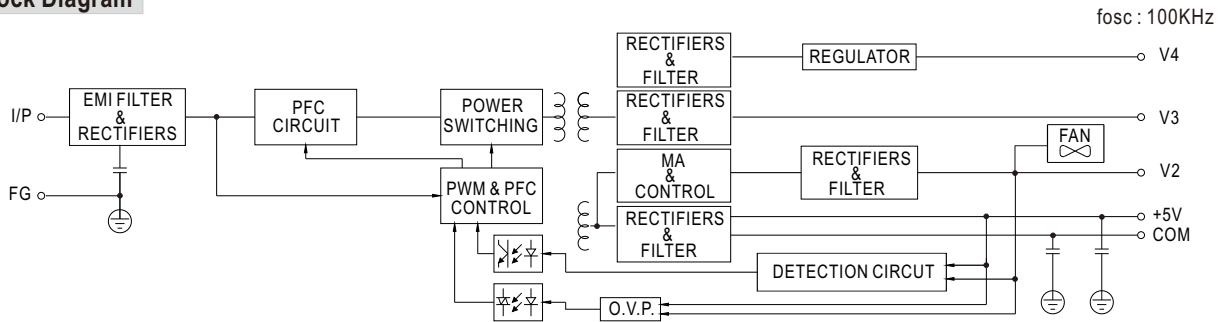 ock Diagram
fosc : 100KHz
RECTIFIERS
&
FILTER
REGULATOR
V4
I/P
EMI FILTER
&
RECTIFIERS
PFC
CIRCUIT
POWER
SWITCHING
RECTIFIERS
&
FILTER
V3
FAN
FG
PWM & PFC
CONTROL
MA
&
CONTROL
RECTIFIERS
&
FILTER
V2
RECTIFIERS
&
FILTER
+5V
COM
DETECTION CIRCUT
O.V.P.